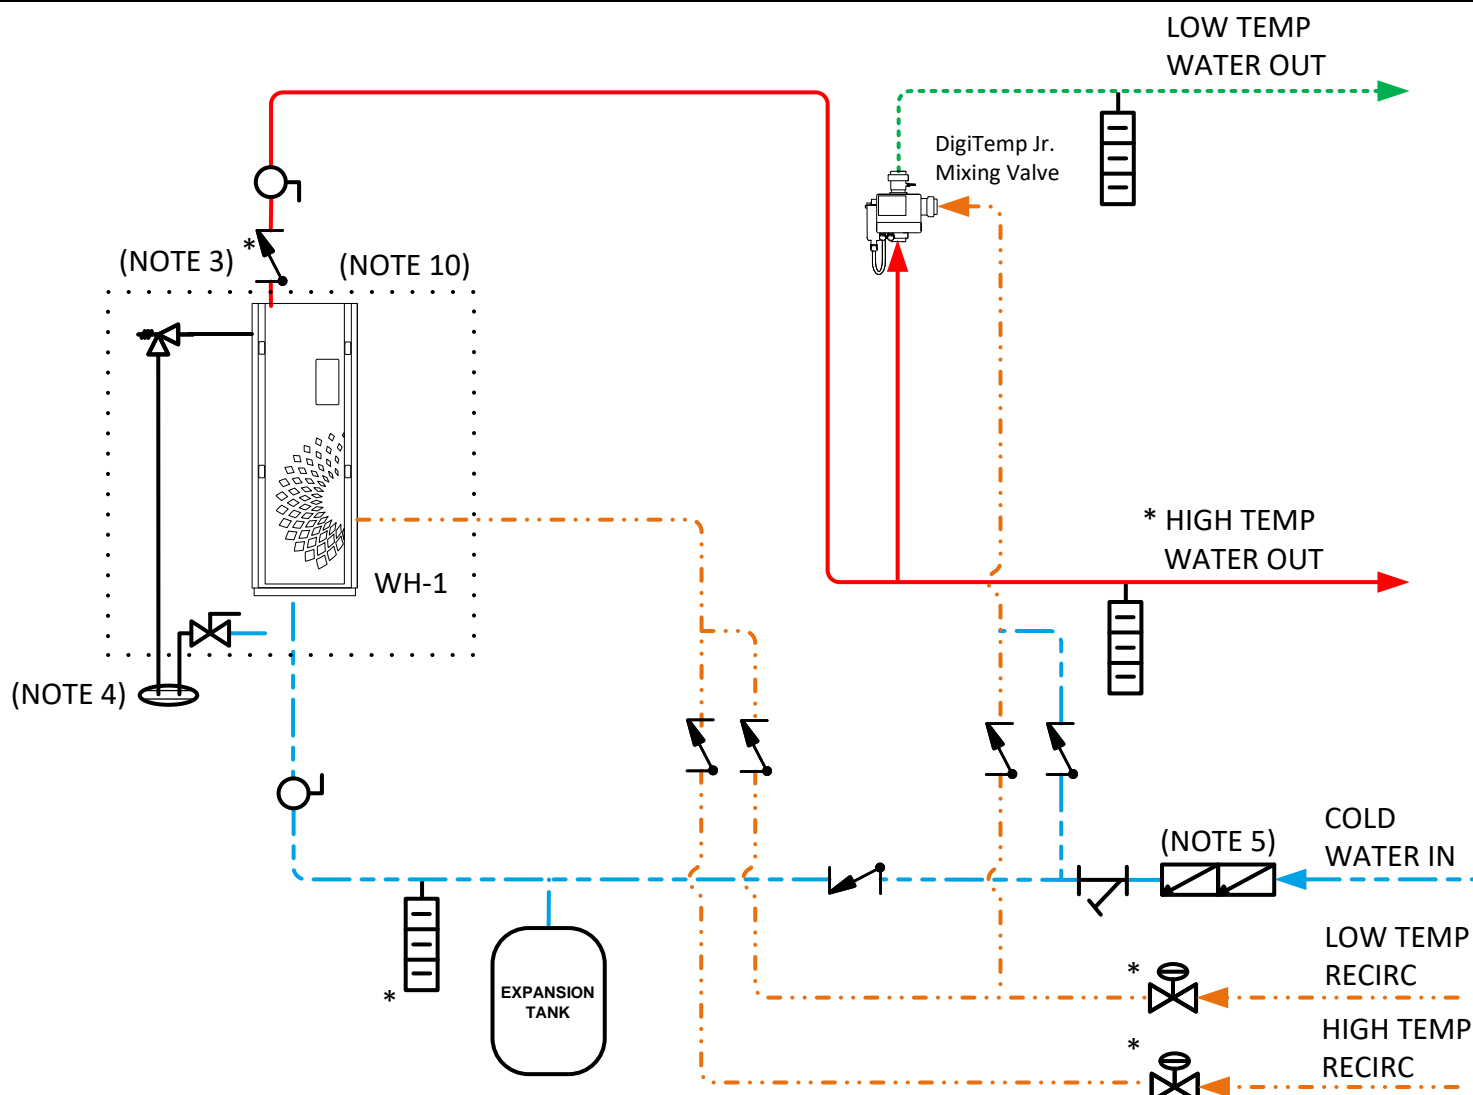 LOW TEMP
WATER OUT
DigiTemp Jr.
Mixing Valve
*
(NOTE 3)
(NOTE 10)
* HIGH TEMP
WATER OUT
WH-1
(NOTE 4)
COLD
WATER IN
(NOTE 5)
LOW TEMP
RECIRC
*
*
EXPANSION
TANK
HIGH TEMP
RECIRC
*